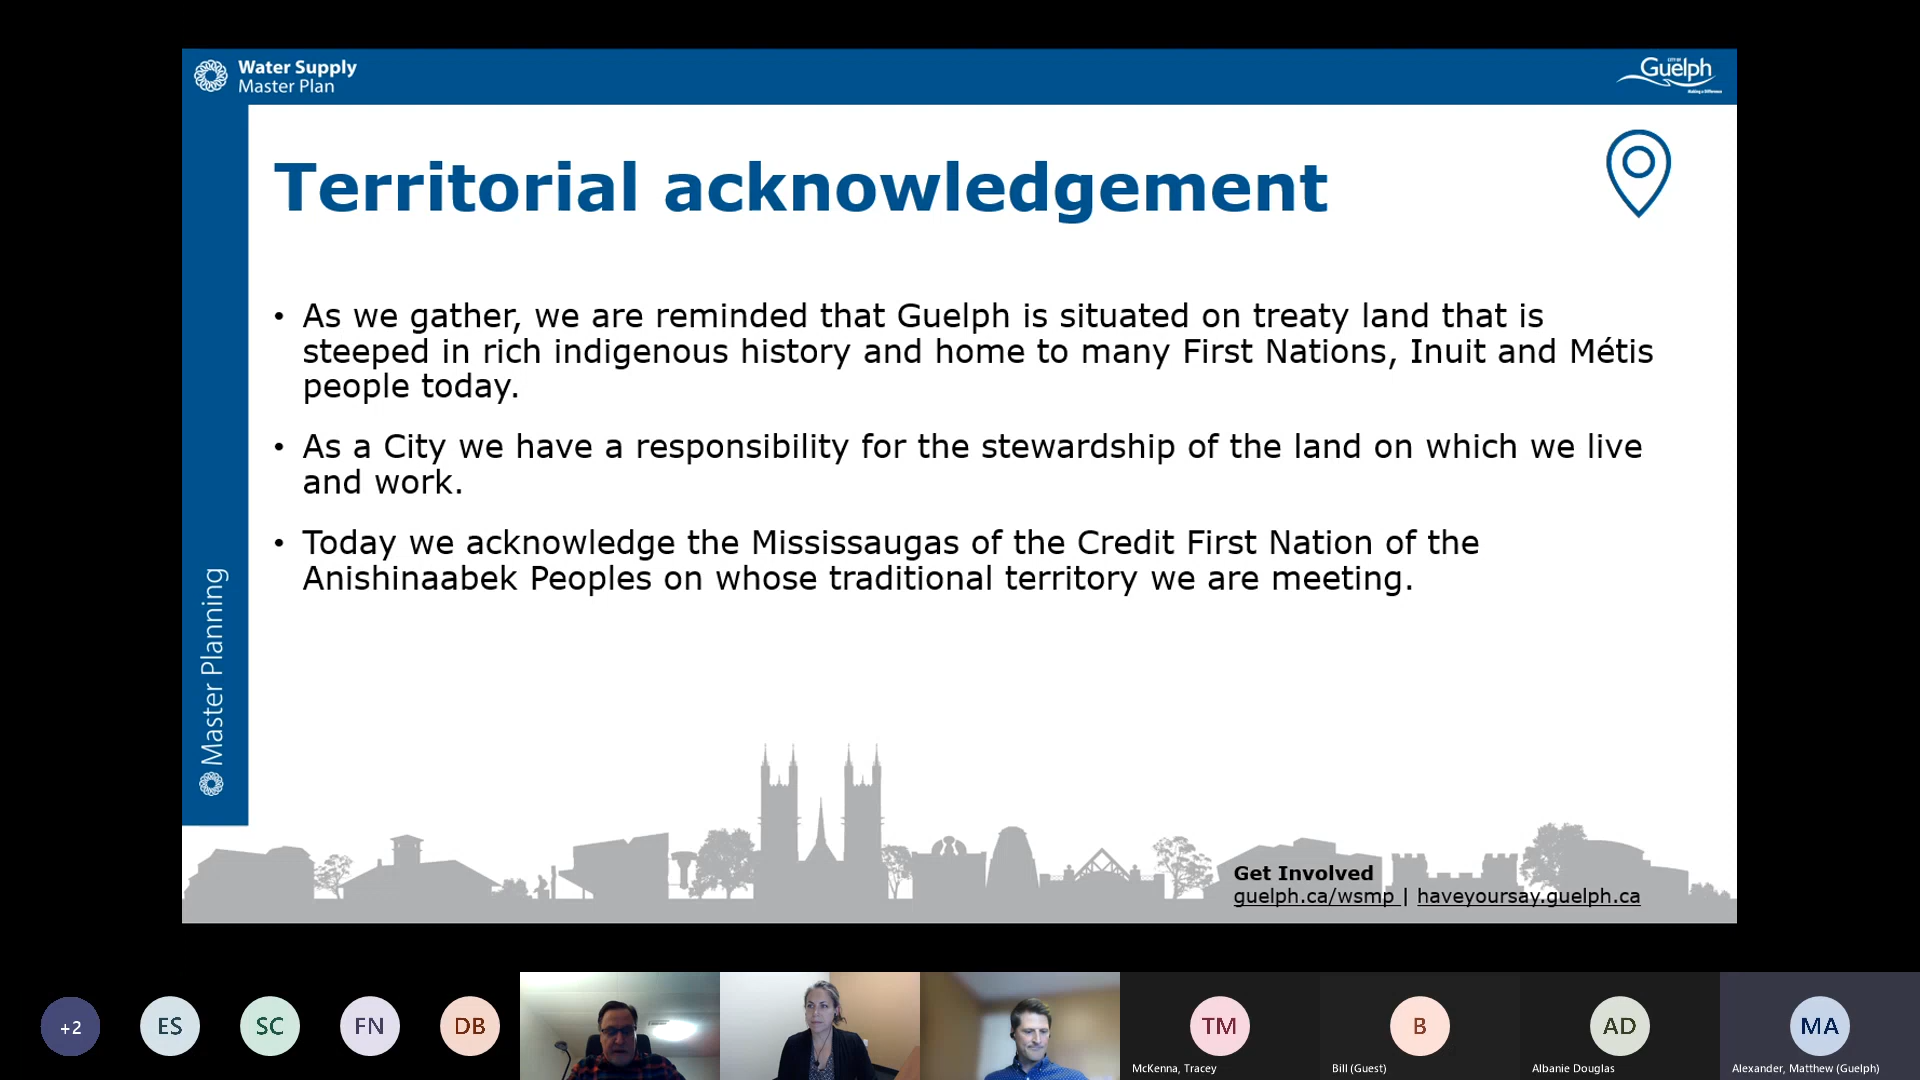 Water Supply
Master Plan
CITY OF
Guelph
Making a Difference
Territorial acknowledgement
• As we gather, we are reminded that Guelph is situated on treaty land that is
steeped in rich indigenous history and home to many First Nations, Inuit and Métis
people today.
• As a City we have a responsibility for the stewardship of the land on which we live
and work.
• Today we acknowledge the Mississaugas of the Credit First Nation of the
Anishinaabek Peoples on whose traditional territory we are meeting.
Master Planning
Get Involved
guelph.ca/wsmp | haveyoursay.guelph.ca
+2
ES
SC
FN
DB
TM
McKenna, Tracey
B
Bill (Guest)
AD
Albanie Douglas
MA
Alexander, Matthew (Guelph)